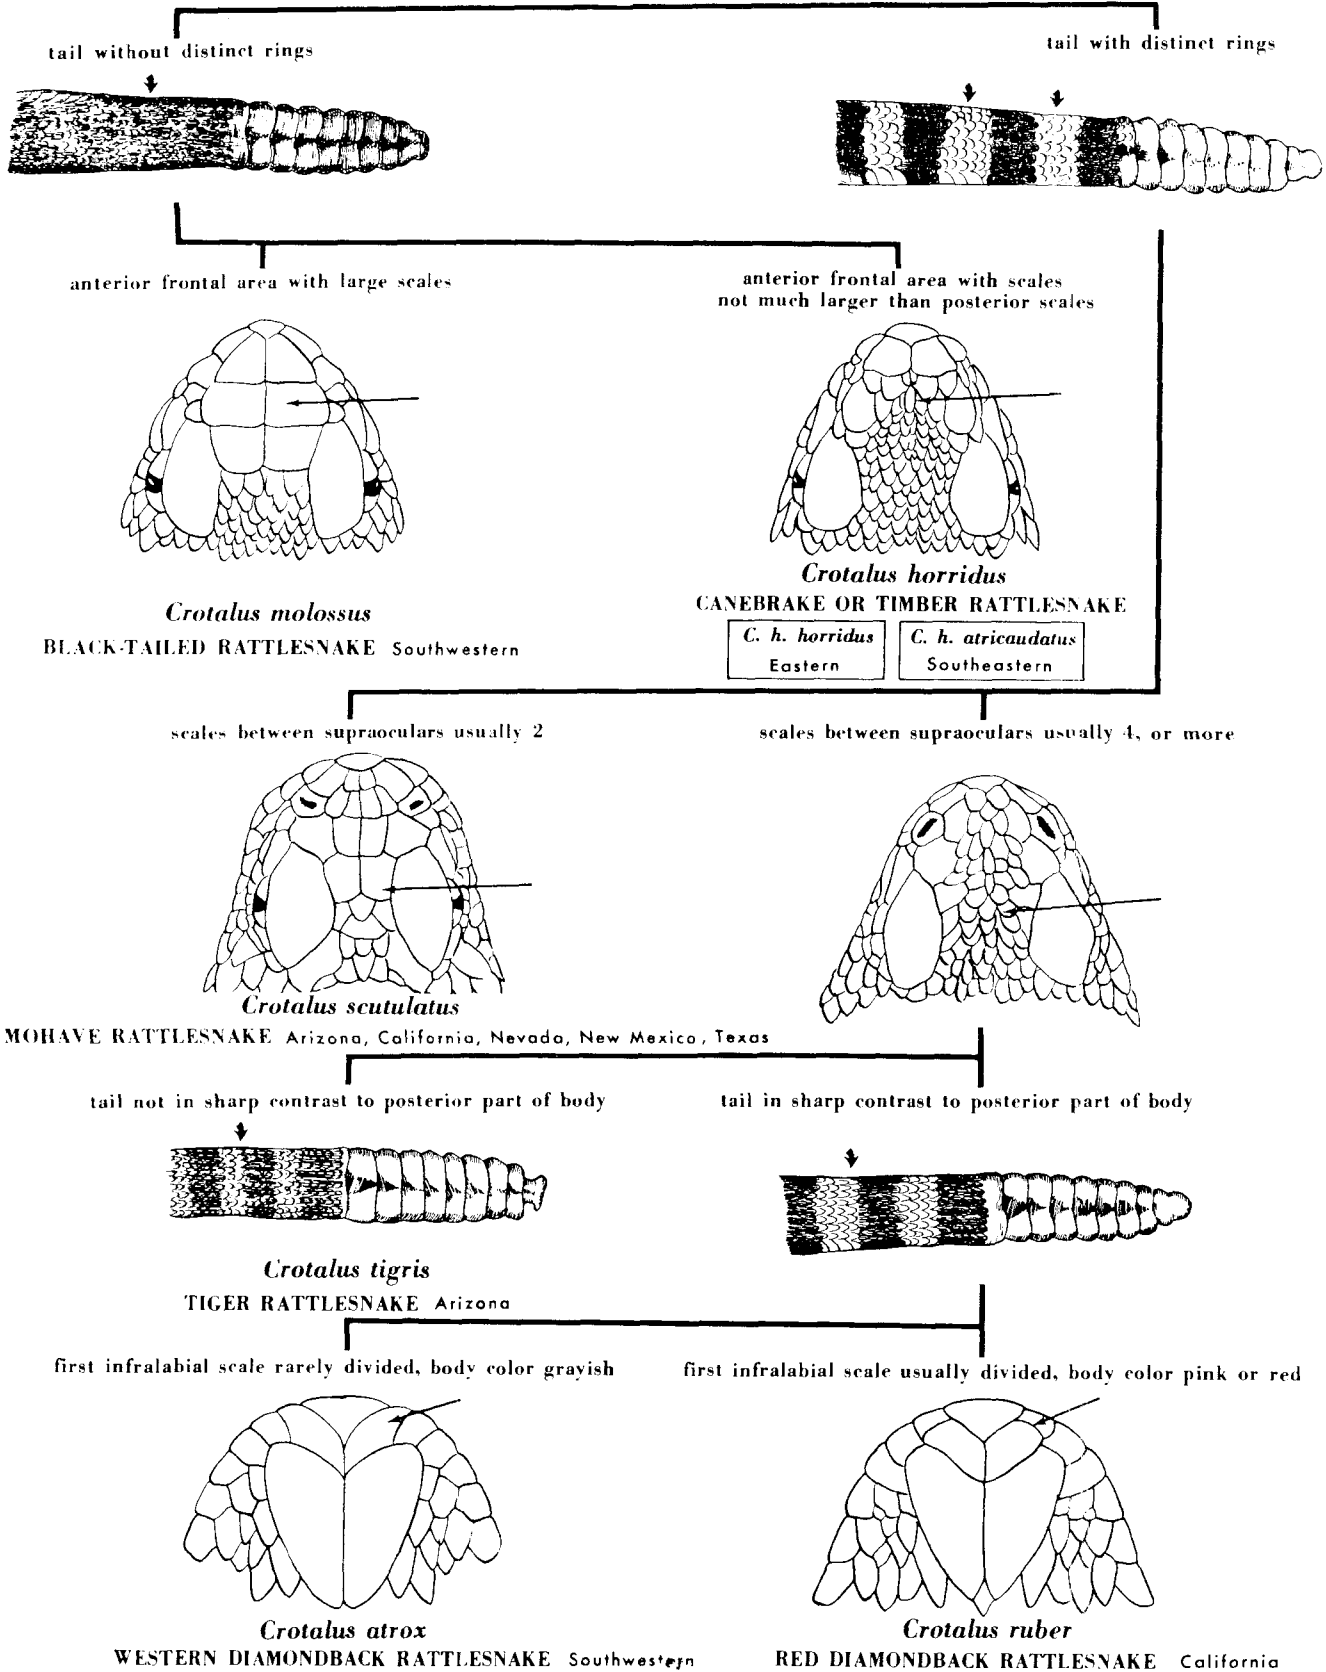 tail without distinct rings
tail with distinct rings
anterior frontal area with large scales
anterior frontal area with scales
not much larger than posterior scales
Crotalus molossus
BLACK-TAILED RATTLESNAKE Southwestern
Crotalus horridus
CANEBRAKE OR TIMBER RATTLESNAKE
C. h. horridus
Eastern
C. h. atricaudatus
Southeastern
scales between supraoculars usually 2
scales between supraoculars usually 4, or more
Crotalus scutulatus
MOHAVE RATTLESNAKE Arizona, California, Nevada, New Mexico, Texas
tail not in sharp contrast to posterior part of body
tail in sharp contrast to posterior part of body
Crotalus tigris
TIGER RATTLESNAKE Arizona
first infralabial scale rarely divided, body color grayish
first infralabial scale usually divided, body color pink or red
Crotalus atrox
WESTERN DIAMONDBACK RATTLESNAKE Southwestern
Crotalus ruber
RED DIAMONDBACK RATTLESNAKE California